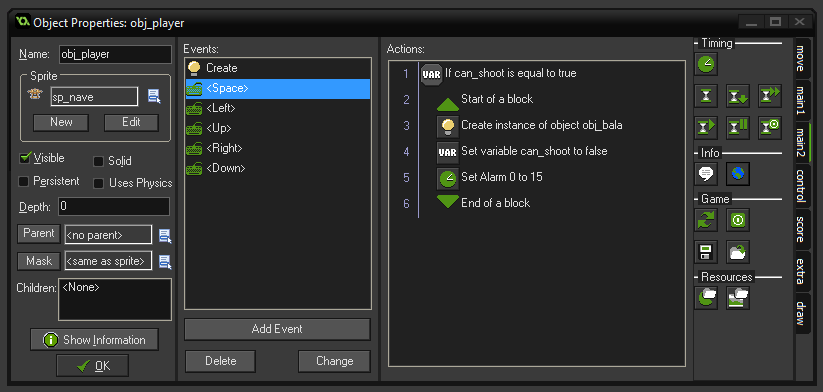 Object Properties: obj_player
Name: obj_player
Sprite
sp_nave
New Edit
Visible Solid
Persistent Uses Physics
Depth: 0
Parent <no parent>
Mask <same as sprite>
Children: <None>
Show Information
OK
Events:
Create
<Space>
<Left>
<Up>
<Right>
<Down>
Add Event
Delete Change
Actions:
1 VAR If can_shoot is equal to true
2 Start of a block
3 Create instance of object obj_bala
4 VAR Set variable can_shoot to false
5 Set Alarm 0 to 15
6 End of a block
Timing
Info
Game
Resources
move
main1
main2
control
score
extra
draw